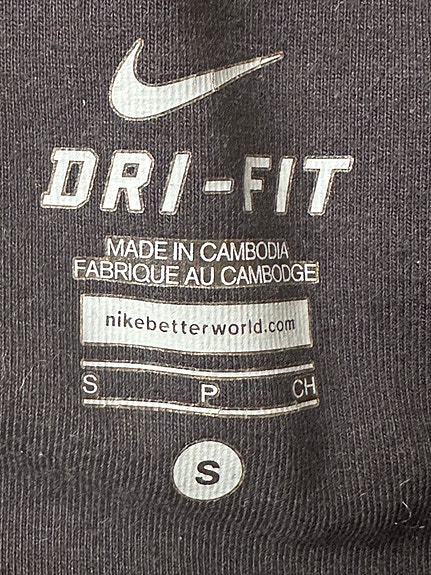 DRI-FIT
MADE IN CAMBODIA
FABRIQUE AU CAMBODGE
nikebetterworld.com
S P CH
S